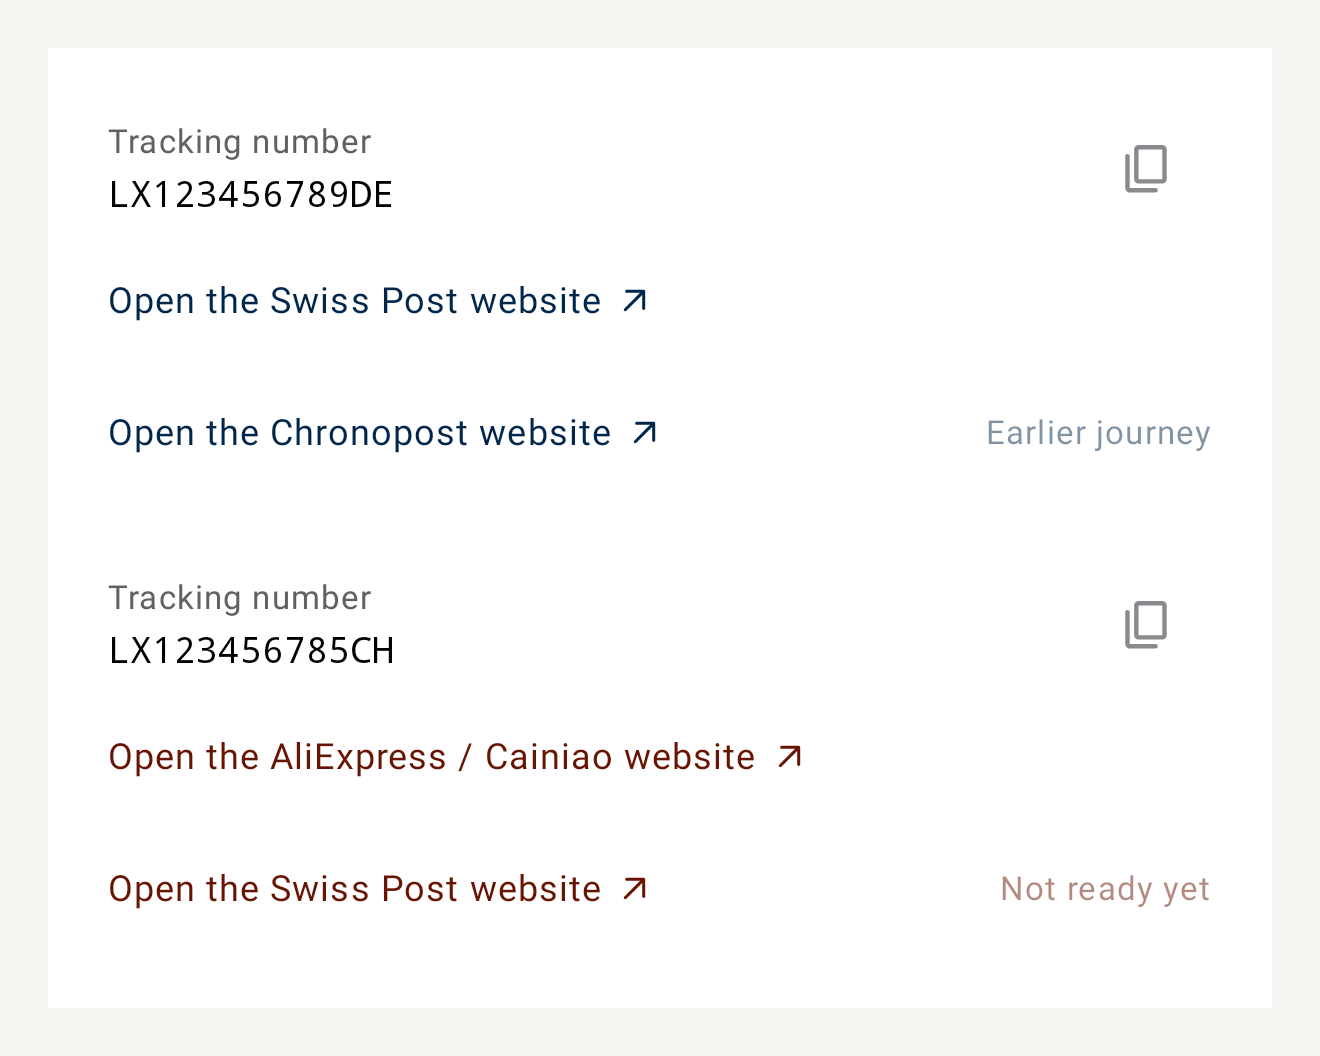 Tracking number
LX123456789DE
Open the Swiss Post website
Open the Chronopost website
Earlier journey
Tracking number
LX123456785CH
Open the AliExpress / Cainiao website
Open the Swiss Post website
Not ready yet